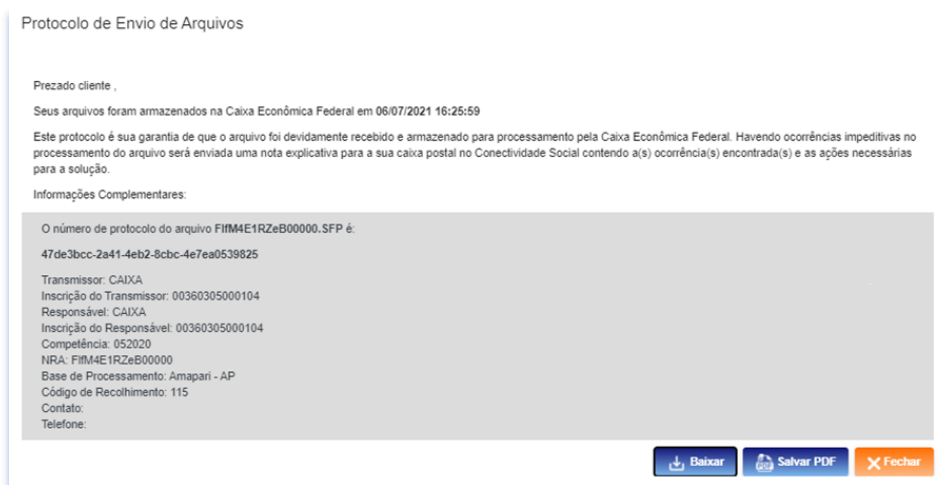 Protocolo de Envio de Arquivos
Prezado cliente ,
Seus arquivos foram armazenados na Caixa Econômica Federal em 06/07/2021 16:25:59
Este protocolo é sua garantia de que o arquivo foi devidamente recebido e armazenado para processamento pela Caixa Econômica Federal. Havendo ocorrências impeditivas no
processamento do arquivo será enviada uma nota explicativa para a sua caixa postal no Conectividade Social contendo a(s) ocorrência(s) encontrada(s) e as ações necessárias
para a solução.
Informações Complementares:
O número de protocolo do arquivo FIfM4E1RZeB00000.SFP é:
47de3bcc-2a41-4eb2-8cbc-4e7ea0539825
Transmissor: CAIXA
Inscrição do Transmissor: 00360305000104
Responsável: CAIXA
Inscrição do Responsável: 00360305000104
Competência: 052020
NRA: FIfM4E1RZeB00000
Base de Processamento: Amapari - AP
Código de Recolhimento: 115
Contato:
Telefone:
Baixar PDF Salvar PDF Fechar